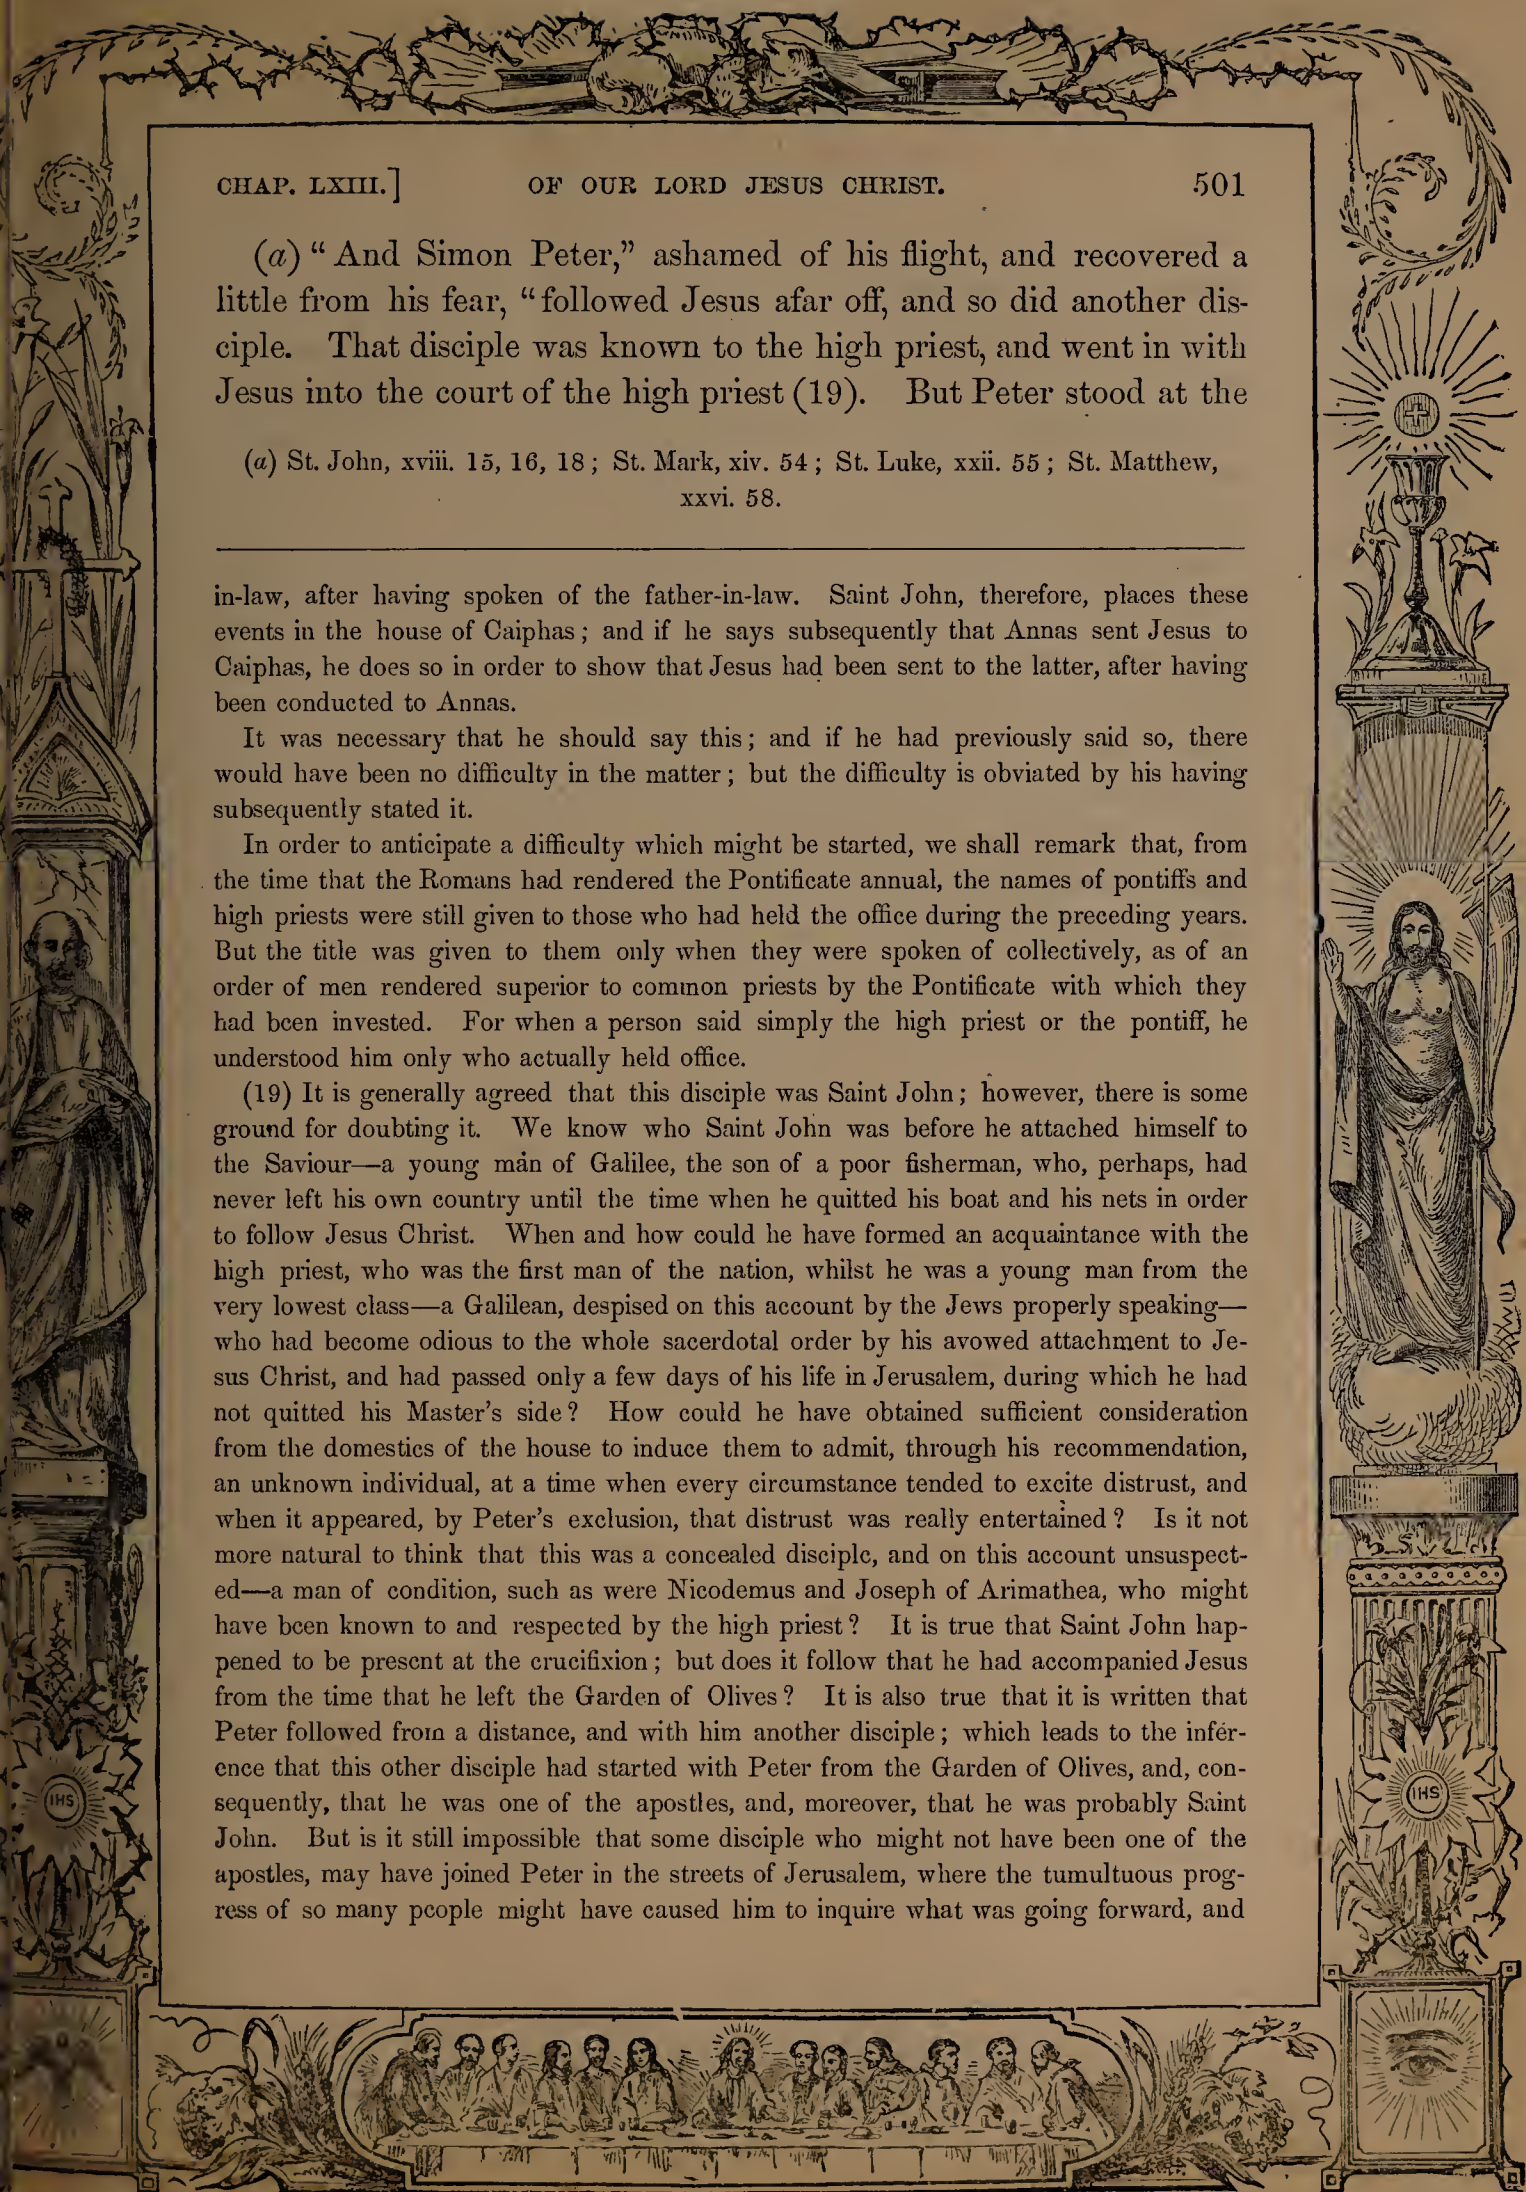 CHAP. LXIII.] OF OUR LORD JESUS CHRIST. 501
(a) “ And Simon Peter,” ashamed of his flight, and recovered a
little from his fear, “followed Jesus afar off, and so did another dis-
ciple. That disciple was known to the high priest, and went in with
Jesus into the court of the high priest (19). But Peter stood at the
(a) St. John, xviii. 15, 16, 18; St. Mark, xiv. 54; St. Luke, xxii. 55; St. Matthew,
xxvi. 58.
in-law, after having spoken of the father-in-law. Saint John, therefore, places these
events in the house of Caiphas; and if he says subsequently that Annas sent Jesus to
Caiphas, he does so in order to show that Jesus had been sent to the latter, after having
been conducted to Annas.
It was necessary that he should say this; and if he had previously said so, there
would have been no difficulty in the matter; but the difficulty is obviated by his having
subsequently stated it.
In order to anticipate a difficulty which might be started, we shall remark that, from
the time that the Romans had rendered the Pontificate annual, the names of pontiffs and
high priests were still given to those who had held the office during the preceding years.
But the title was given to them only when they were spoken of collectively, as of an
order of men rendered superior to common priests by the Pontificate with which they
had been invested. For when a person said simply the high priest or the pontiff, he
understood him only who actually held office.
(19) It is generally agreed that this disciple was Saint John; however, there is some
ground for doubting it. We know who Saint John was before he attached himself to
the Saviour—a young man of Galilee, the son of a poor fisherman, who, perhaps, had
never left his own country until the time when he quitted his boat and his nets in order
to follow Jesus Christ. When and how could he have formed an acquaintance with the
high priest, who was the first man of the nation, whilst he was a young man from the
very lowest class—a Galilean, despised on this account by the Jews properly speaking—
who had become odious to the whole sacerdotal order by his avowed attachment to Je-
sus Christ, and had passed only a few days of his life in Jerusalem, during which he had
not quitted his Master’s side? How could he have obtained sufficient consideration
from the domestics of the house to induce them to admit, through his recommendation,
an unknown individual, at a time when every circumstance tended to excite distrust, and
when it appeared, by Peter’s exclusion, that distrust was really entertained? Is it not
more natural to think that this was a concealed disciple, and on this account unsuspect-
ed—a man of condition, such as were Nicodemus and Joseph of Arimathea, who might
have been known to and respected by the high priest? It is true that Saint John hap-
pened to be present at the crucifixion; but does it follow that he had accompanied Jesus
from the time that he left the Garden of Olives? It is also true that it is written that
Peter followed from a distance, and with him another disciple; which leads to the infer-
ence that this other disciple had started with Peter from the Garden of Olives, and, con-
sequently, that he was one of the apostles, and, moreover, that he was probably Saint
John. But is it still impossible that some disciple who might not have been one of the
apostles, may have joined Peter in the streets of Jerusalem, where the tumultuous prog-
ress of so many people might have caused him to inquire what was going forward, and
IHS
IHS